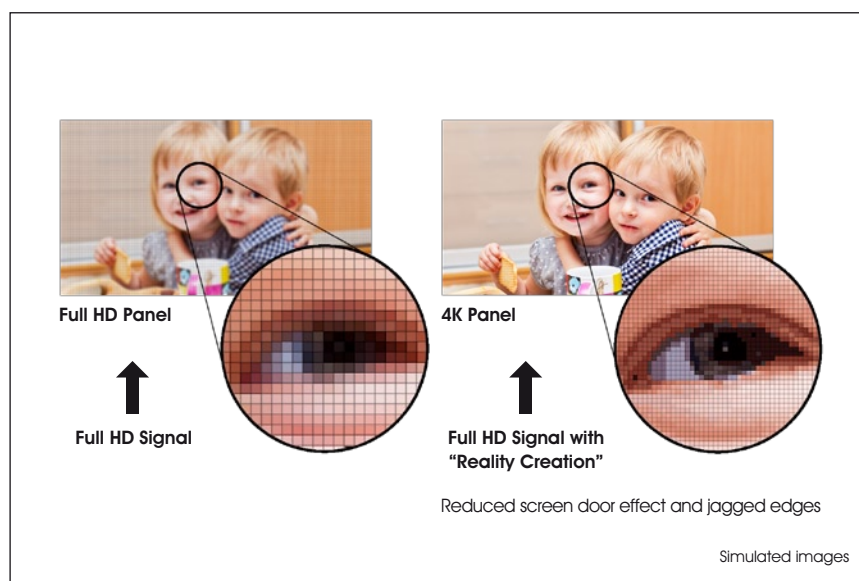 Full HD Panel
Full HD Signal
4K Panel
Full HD Signal with
“Reality Creation”
Reduced screen door effect and jagged edges
Simulated images